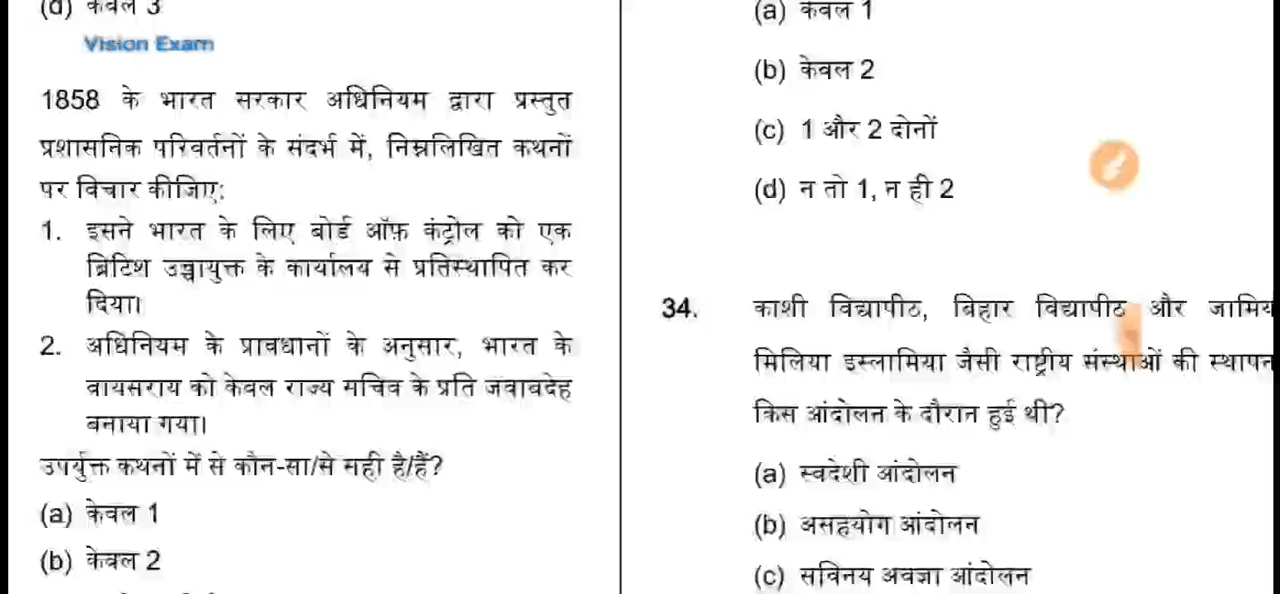 (d) केवल 3
Vision Exam
1858 के भारत सरकार अधिनियम द्वारा प्रस्तुत
प्रशासनिक परिवर्तनों के संदर्भ में, निम्नलिखित कथनों
पर विचार कीजिए:
1. इसने भारत के लिए बोर्ड ऑफ़ कंट्रोल को एक
ब्रिटिश उच्चायुक्त के कार्यालय से प्रतिस्थापित कर
दिया।
2. अधिनियम के प्रावधानों के अनुसार, भारत के
वायसराय को केवल राज्य सचिव के प्रति जवाबदेह
बनाया गया।
उपर्युक्त कथनों में से कौन-सा/से सही है/हैं?
(a) केवल 1
(b) केवल 2
(a) केवल 1
(b) केवल 2
(c) 1 और 2 दोनों
(d) न तो 1, न ही 2
34. काशी विद्यापीठ, बिहार विद्यापीठ और जामिय
मिलिया इस्लामिया जैसी राष्ट्रीय संस्थाओं की स्थापन
किस आंदोलन के दौरान हुई थी?
(a) स्वदेशी आंदोलन
(b) असहयोग आंदोलन
(c) सविनय अवज्ञा आंदोलन